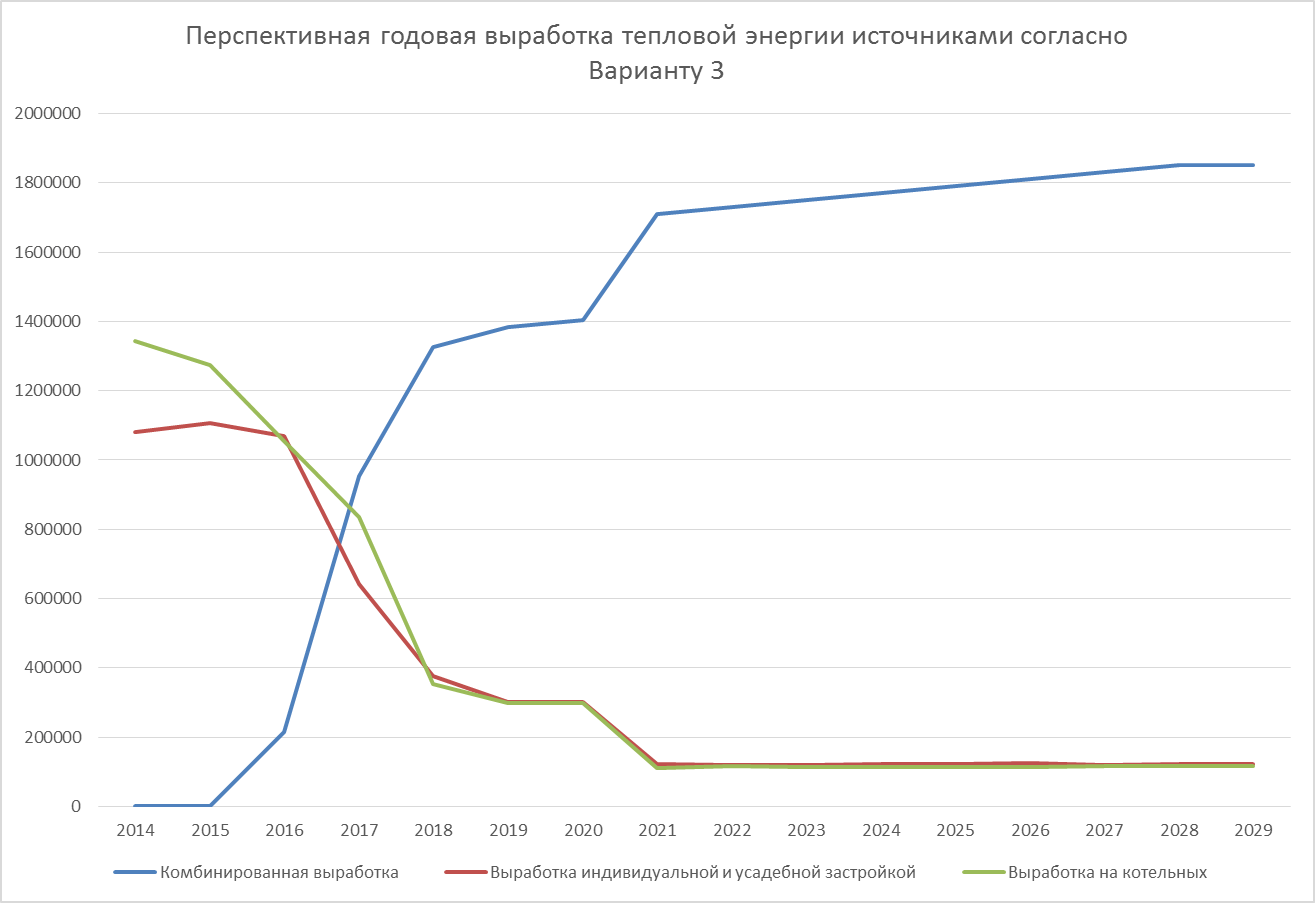 Перспективная годовая выработка тепловой энергии источниками согласно
Варианту 3
2000000
1800000
1600000
1400000
1200000
1000000
800000
600000
400000
200000
0
2014 2015 2016 2017 2018 2019 2020 2021 2022 2023 2024 2025 2026 2027 2028 2029
Комбинированная выработка Выработка индивидуальной и усадебной застройкой Выработка на котельных